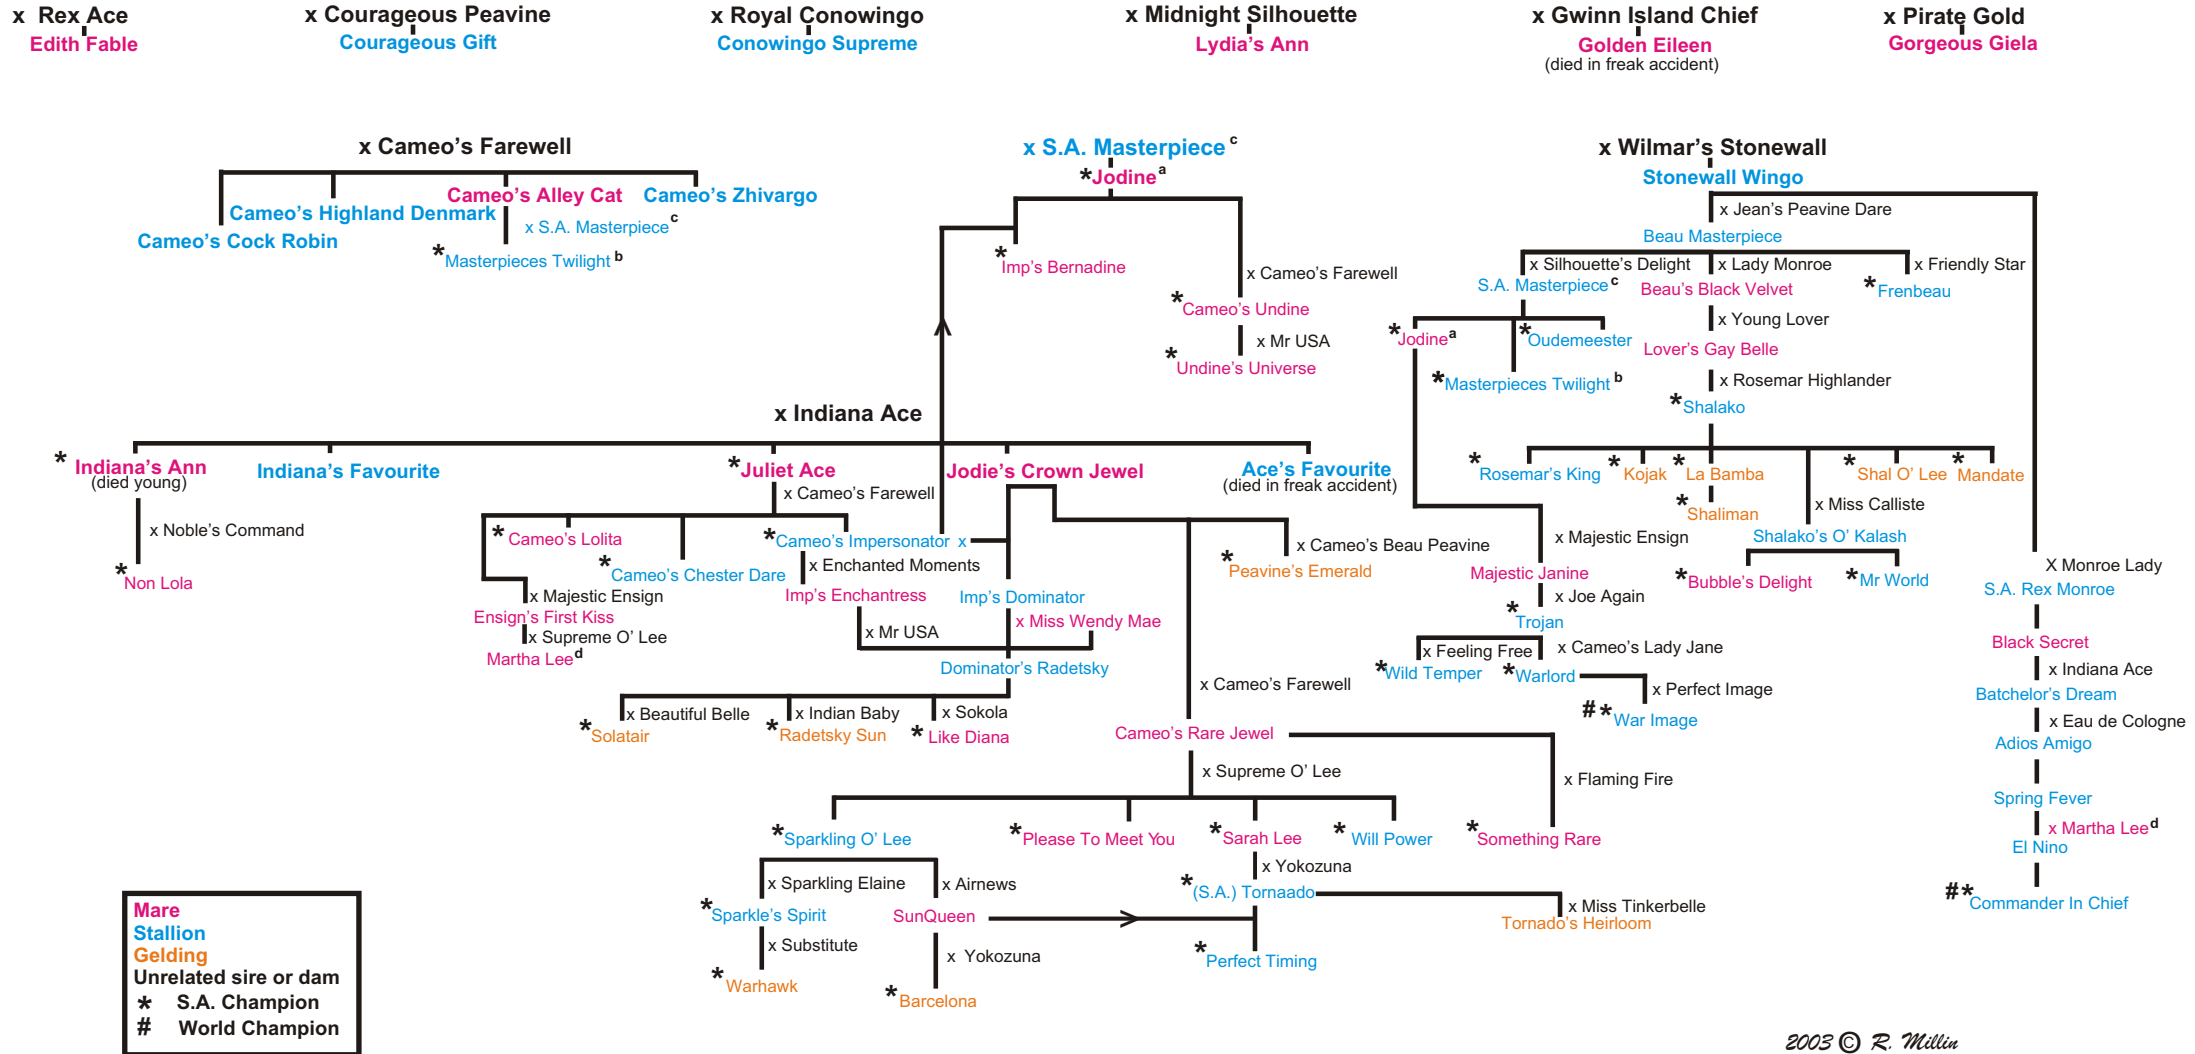 x Rex Ace
Edith Fable
x Courageous Peavine
Courageous Gift
x Royal Conowingo
Conowingo Supreme
x Midnight Silhouette
Lydia's Ann
x Gwinn Island Chief
Golden Eileen
(died in freak accident)
x Pirate Gold
Gorgeous Giela
x Cameo's Farewell
Cameo's Cock Robin
Cameo's Highland Denmark
Cameo's Alley Cat
x S.A. Masterpiece c
* Masterpieces Twilight b
Cameo's Zhivargo
x S.A. Masterpiece c
*Jodine a
* Imp's Bernadine
x Cameo's Farewell
* Cameo's Undine
x Mr USA
* Undine's Universe
x Wilmar's Stonewall
Stonewall Wingo
x Jean's Peavine Dare
Beau Masterpiece
x Silhouette's Delight
S.A. Masterpiece c
x Lady Monroe
Beau's Black Velvet
x Friendly Star
* Frenbeau
* Jodine a
* Oudemeester
* Masterpieces Twilight b
x Young Lover
Lover's Gay Belle
x Rosemar Highlander
* Shalako
* Rosemar's King
* Kojak
* La Bamba
* Shaliman
* Shal O' Lee
* Mandate
x Miss Calliste
Shalako's O' Kalash
* Bubble's Delight
* Mr World
x Majestic Ensign
Majestic Janine
x Joe Again
* Trojan
x Feeling Free
* Wild Temper
x Cameo's Lady Jane
* Warlord
x Perfect Image
# * War Image
X Monroe Lady
S.A. Rex Monroe
Black Secret
x Indiana Ace
Batchelor's Dream
x Eau de Cologne
Adios Amigo
Spring Fever
x Martha Lee d
El Nino
# * Commander In Chief
x Indiana Ace
* Indiana's Ann
(died young)
x Noble's Command
* Non Lola
Indiana's Favourite
* Juliet Ace
x Cameo's Farewell
Jodie's Crown Jewel
Ace's Favourite
(died in freak accident)
* Cameo's Lolita
* Cameo's Chester Dare
* Cameo's Impersonator x
x Majestic Ensign
Ensign's First Kiss
x Supreme O' Lee
Martha Lee d
x Enchanted Moments
Imp's Enchantress
x Mr USA
Imp's Dominator
x Miss Wendy Mae
Dominator's Radetsky
x Beautiful Belle
* Solatair
x Indian Baby
* Radetsky Sun
x Sokola
* Like Diana
x Cameo's Beau Peavine
* Peavine's Emerald
x Cameo's Farewell
Cameo's Rare Jewel
x Supreme O' Lee
x Flaming Fire
* Sparkling O' Lee
* Please To Meet You
* Sarah Lee
* Will Power
* Something Rare
x Sparkling Elaine
* Sparkle's Spirit
x Substitute
* Warhawk
x Airnews
SunQueen
x Yokozuna
* Barcelona
x Yokozuna
* (S.A.) Tornaado
x Miss Tinkerbelle
Tornado's Heirloom
* Perfect Timing
Mare
Stallion
Gelding
Unrelated sire or dam
* S.A. Champion
# World Champion
2003 © R. Millin